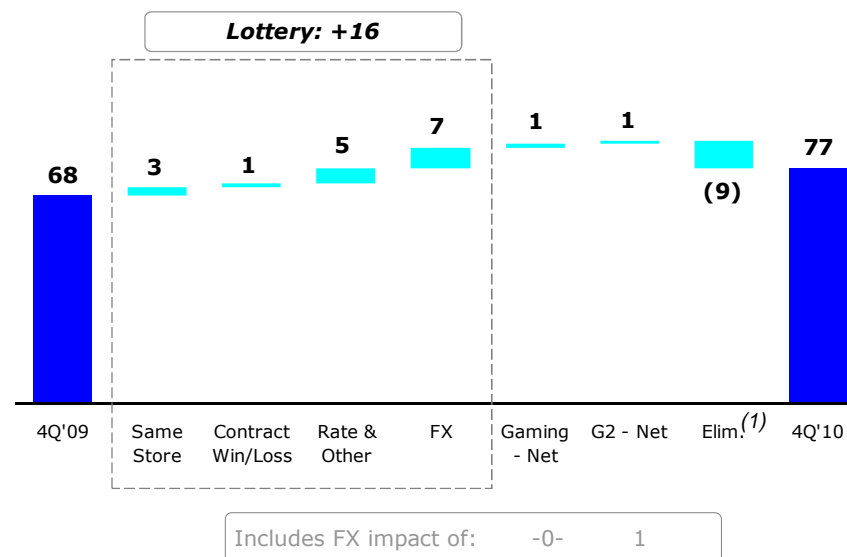 Lottery: +16
68
3
1
5
7
1
1
(9)
77
4Q'09
Same
Store
Contract
Win/Loss
Rate &
Other
FX
Gaming
- Net
G2 - Net
Elim.(1)
4Q'10
Includes FX impact of: -0- 1